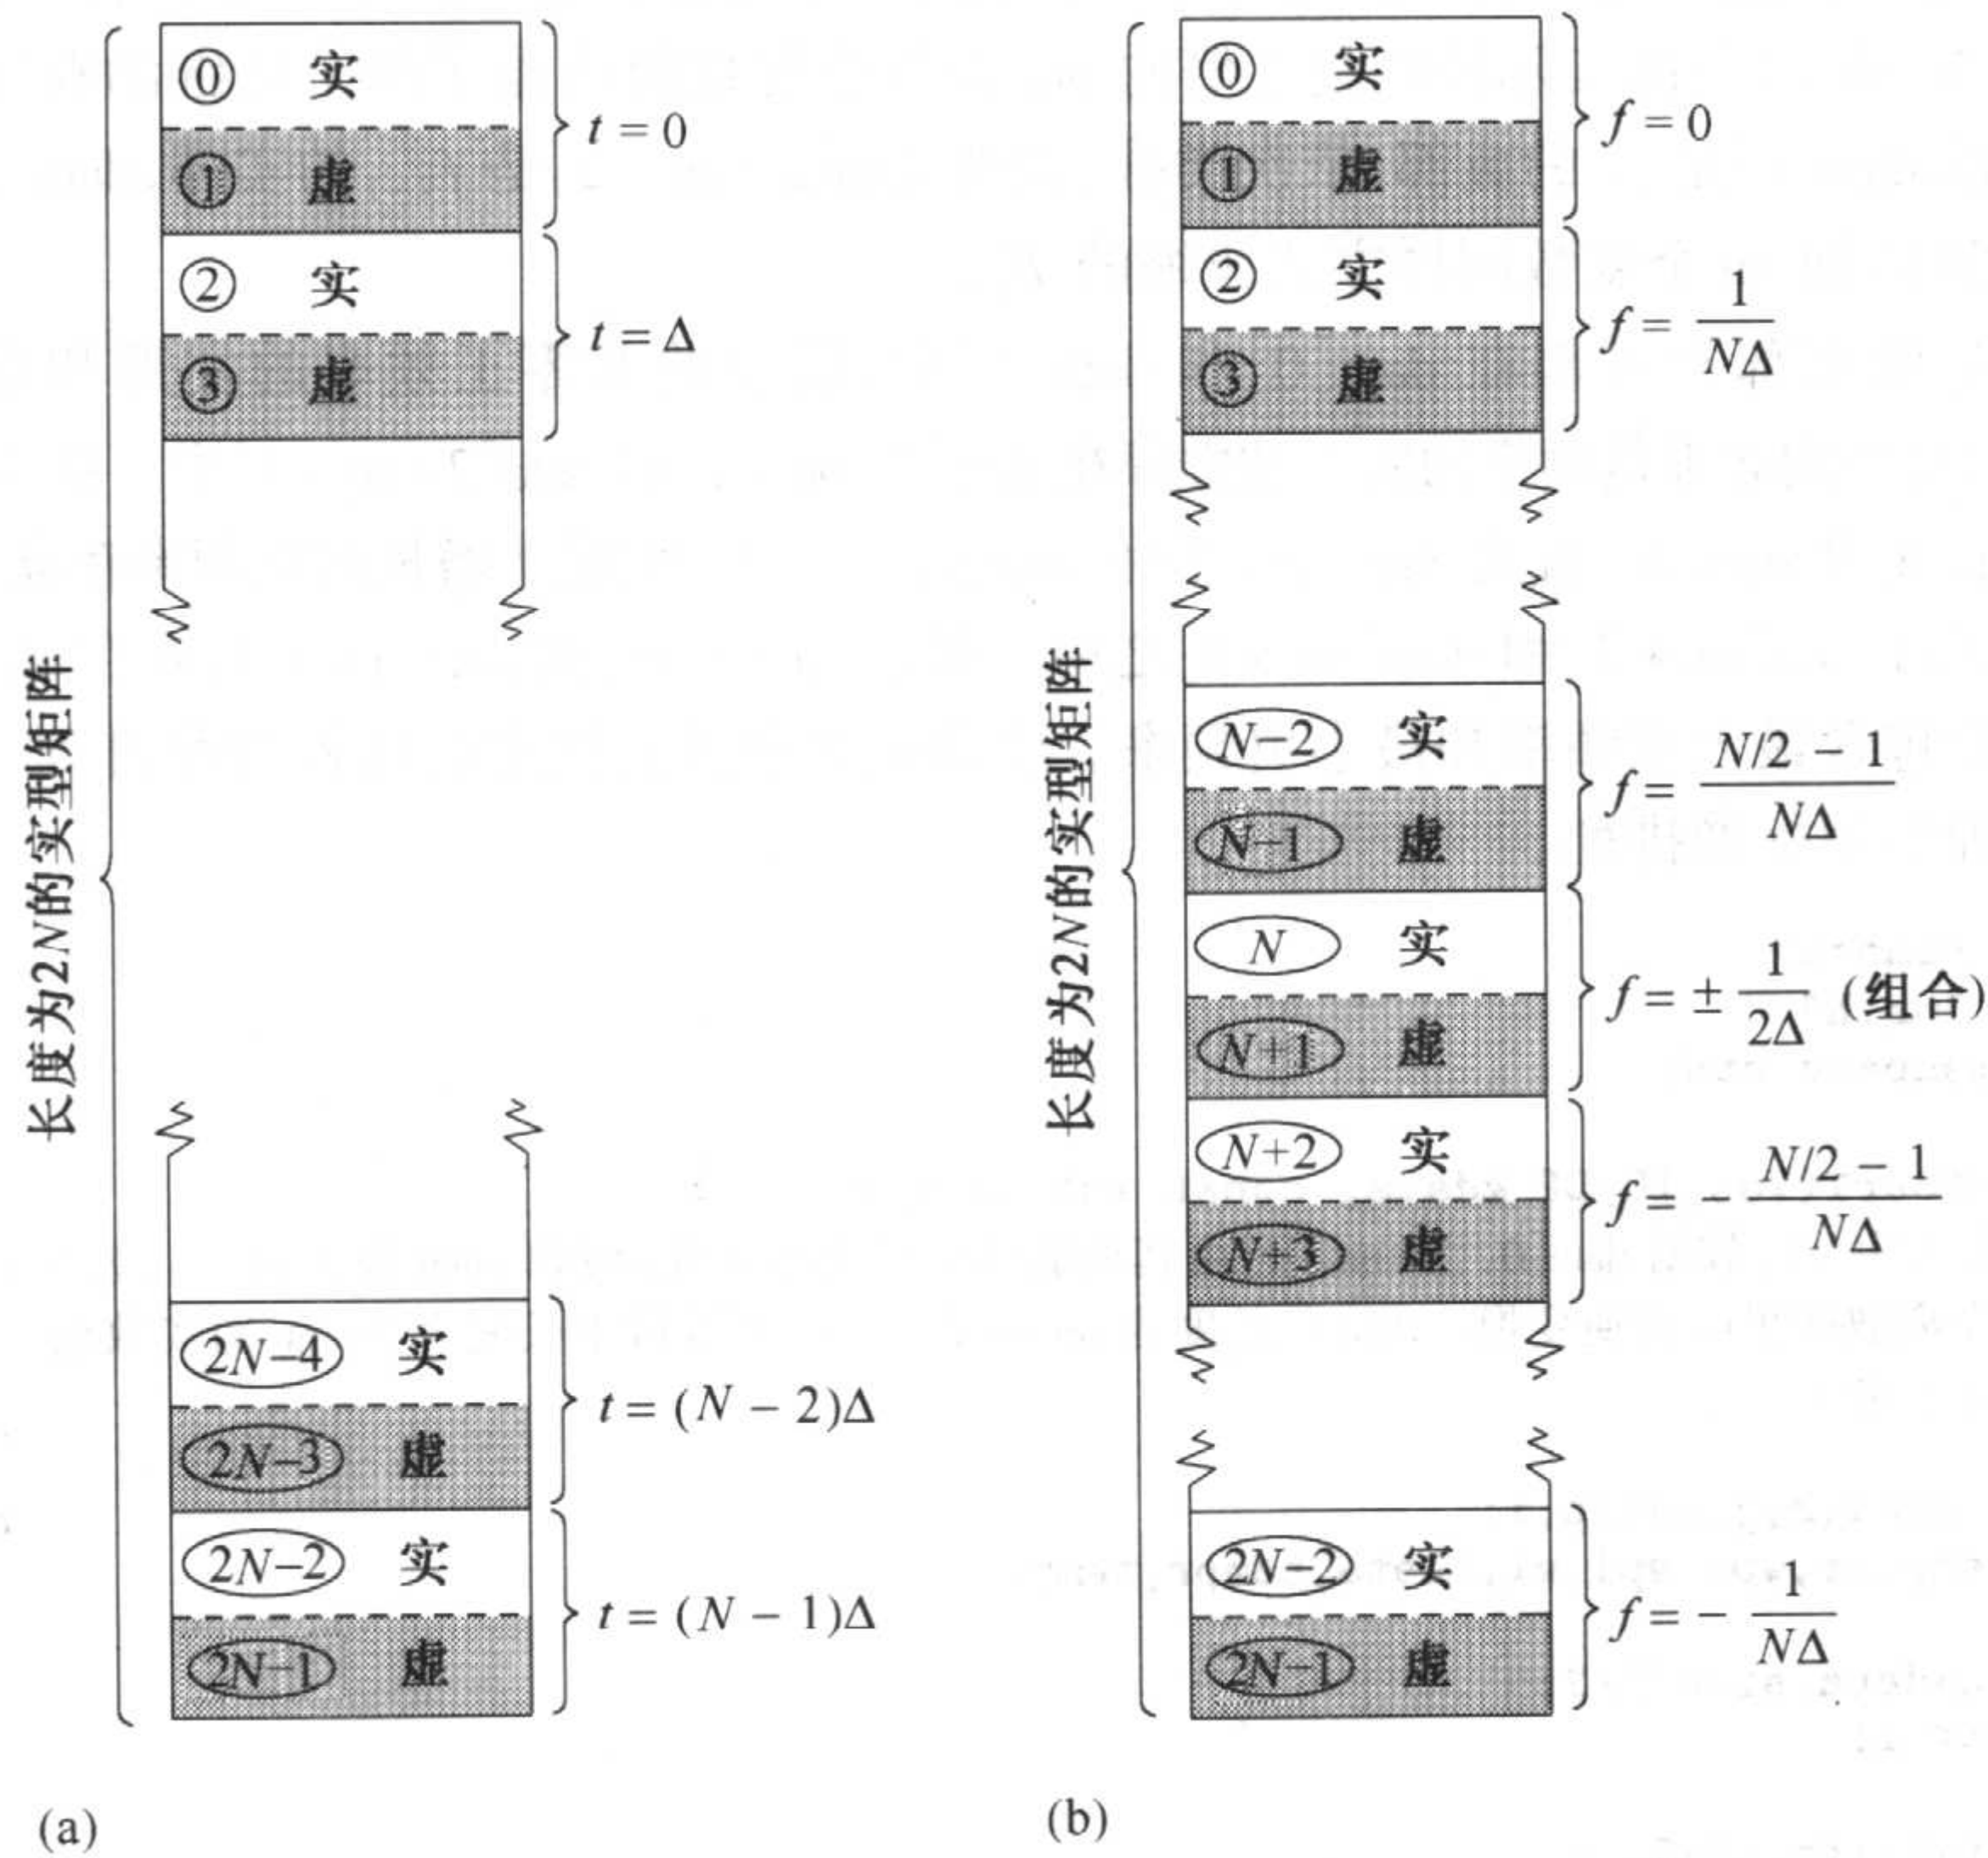 长度为2N的实型矩阵
⓪ 实
① 虚
t = 0
② 实
③ 虚
t = Δ
2N−4 实
2N−3 虚
t = (N − 2)Δ
2N−2 实
2N−1 虚
t = (N − 1)Δ
(a)
长度为2N的实型矩阵
⓪ 实
① 虚
f = 0
② 实
③ 虚
f = 1/NΔ
N−2 实
N−1 虚
f = (N/2 − 1)/NΔ
N 实
N+1 虚
f = ± 1/2Δ (组合)
N+2 实
N+3 虚
f = − (N/2 − 1)/NΔ
2N−2 实
2N−1 虚
f = − 1/NΔ
(b)